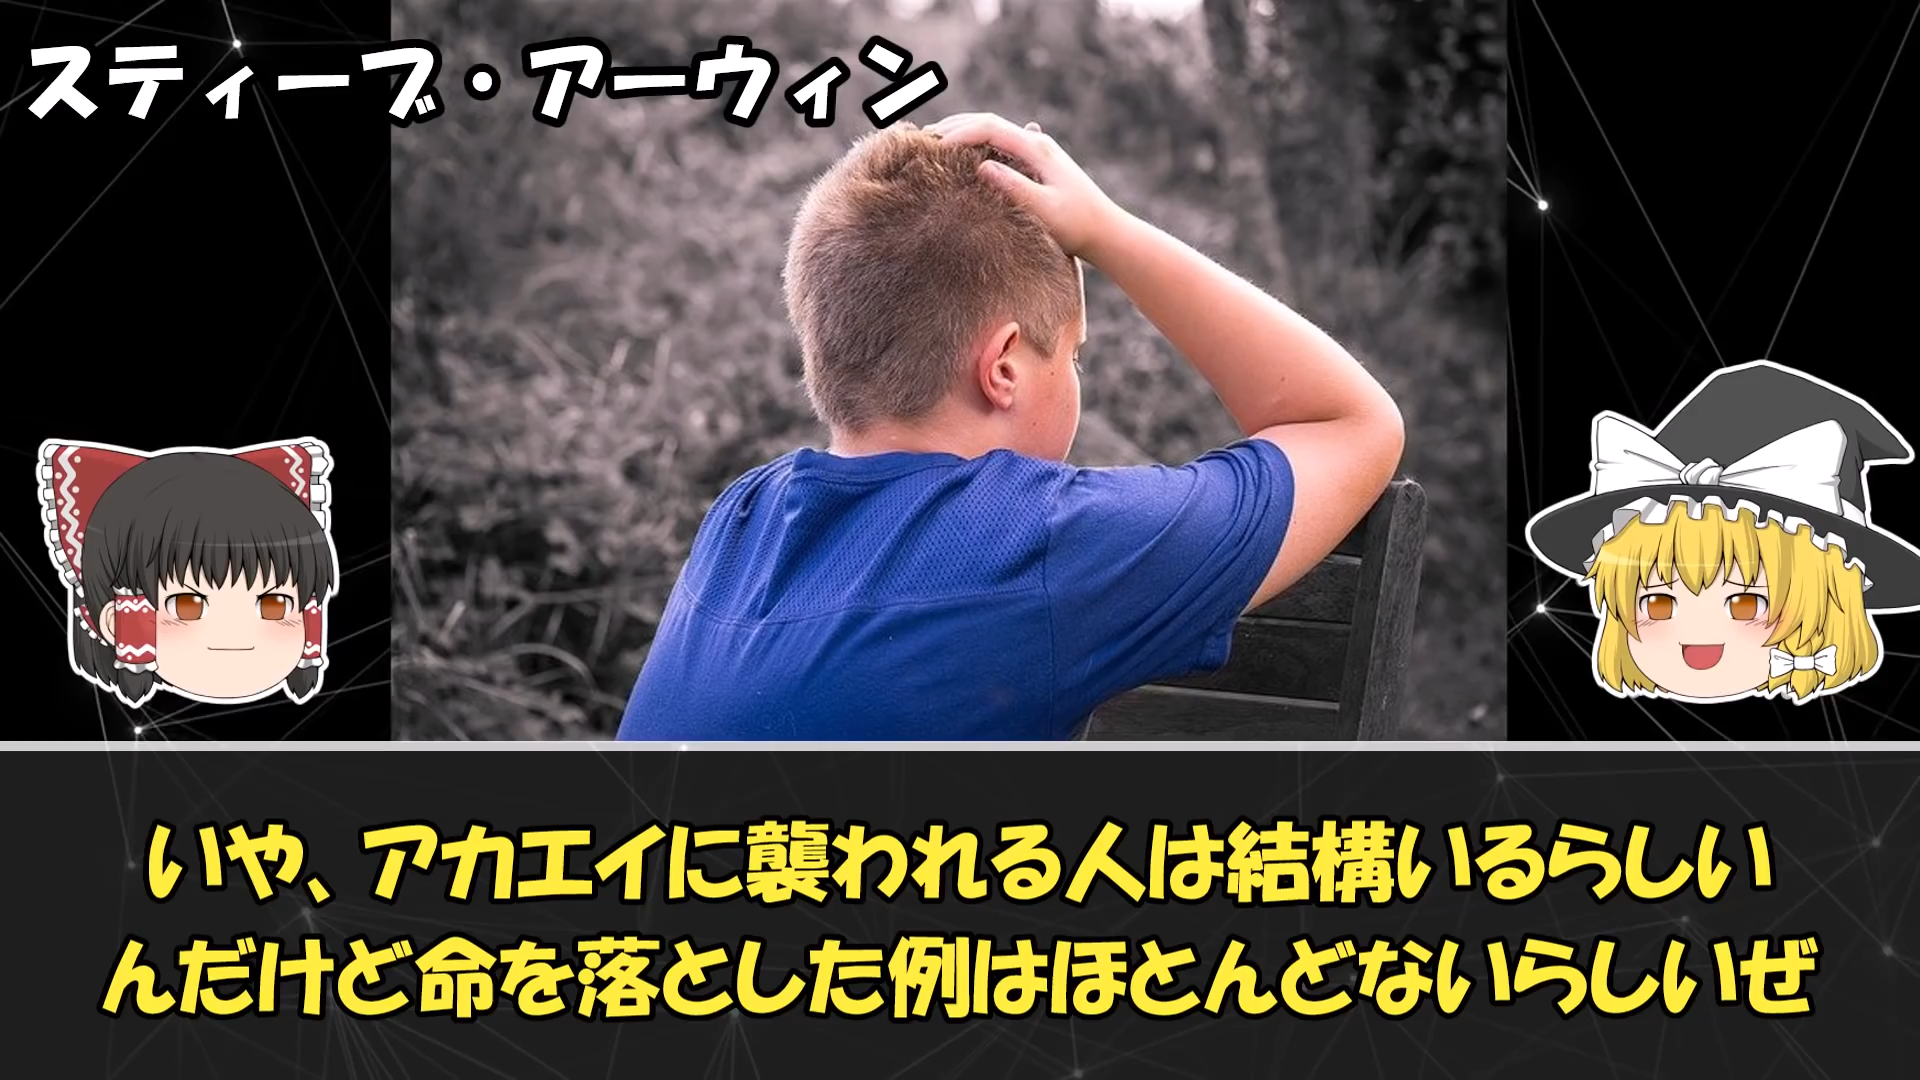 スティーブ・アーウィン
いや、アカエイに襲われる人は結構いるらしい
んだけど命を落とした例はほとんどないらしいぜ